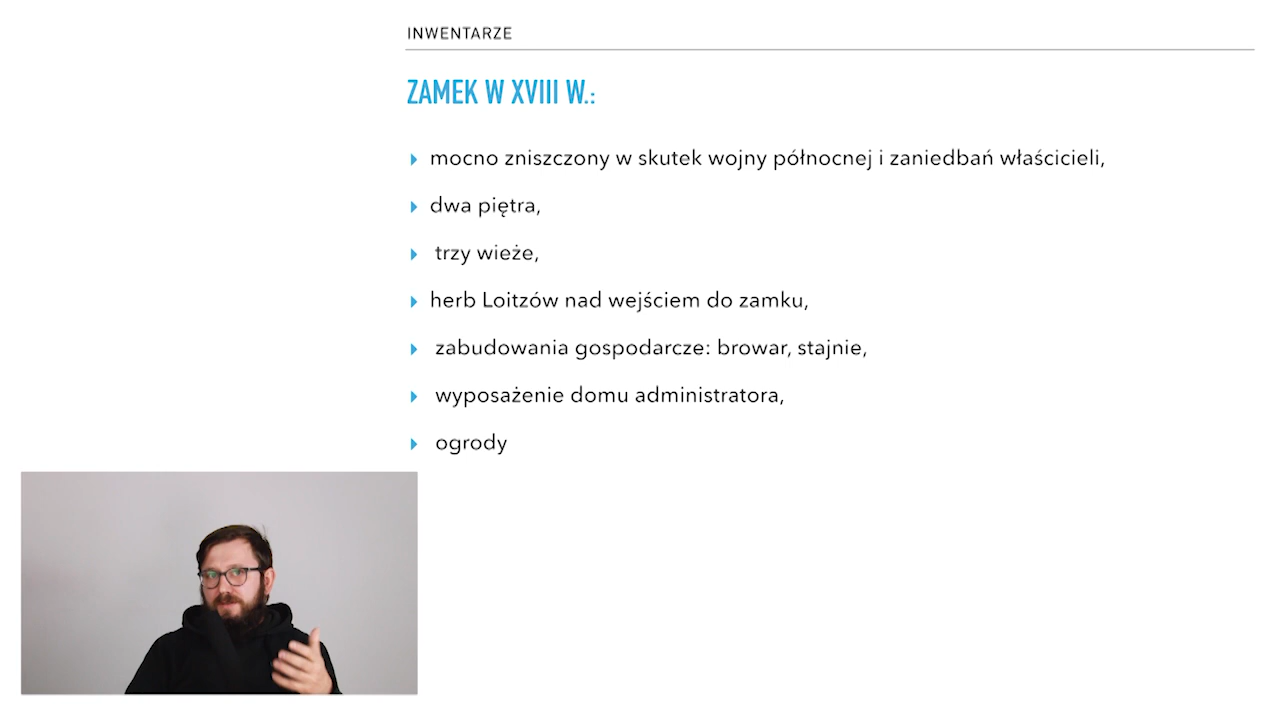 INWENTARZE
ZAMEK W XVIII W.:
mocno zniszczony w skutek wojny północnej i zaniedbań właścicieli,
dwa piętra,
trzy wieże,
herb Loitzów nad wejściem do zamku,
zabudowania gospodarcze: browar, stajnie,
wyposażenie domu administratora,
ogrody